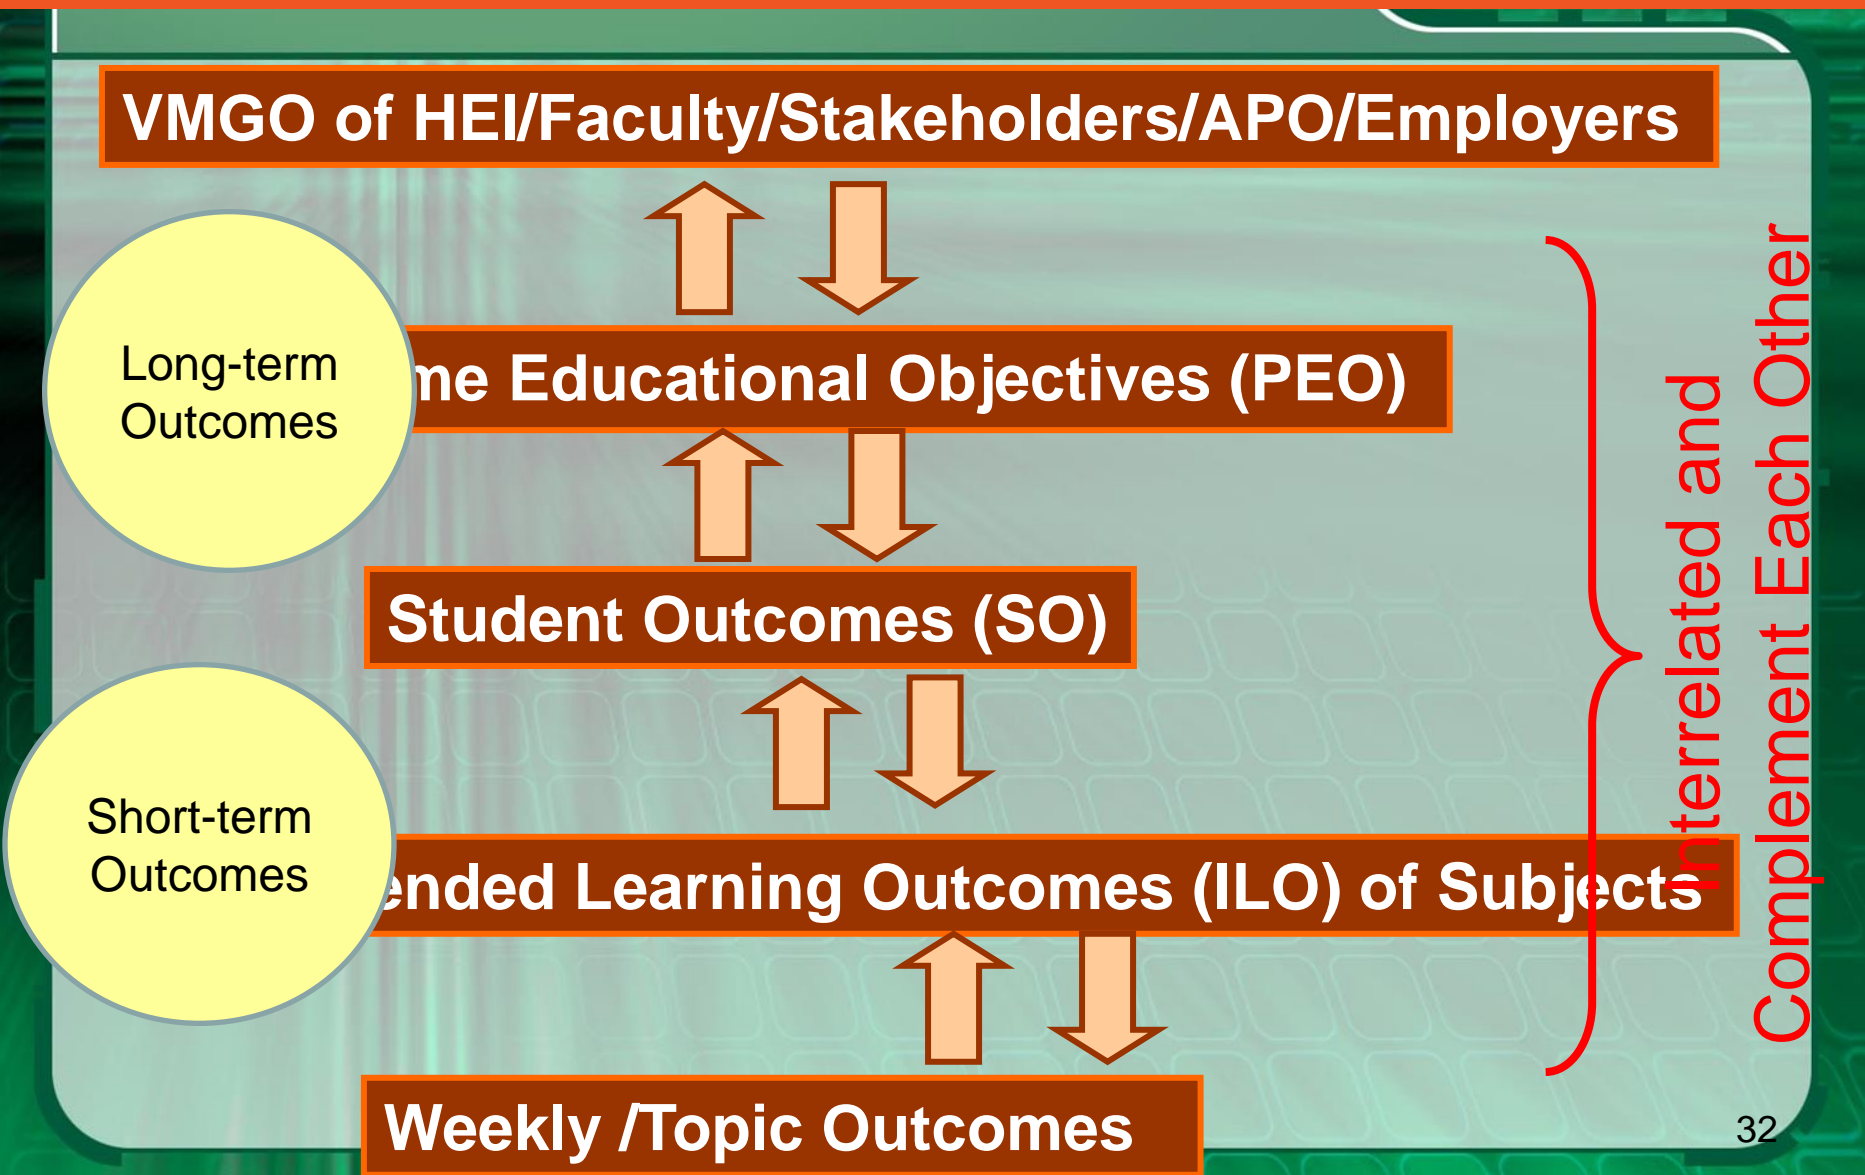 VMGO of HEI/Faculty/Stakeholders/APO/Employers
Long-term
Outcomes
me Educational Objectives (PEO)
Student Outcomes (SO)
Short-term
Outcomes
ended Learning Outcomes (ILO) of Subjects
Weekly /Topic Outcomes
Interrelated and
Complement Each Other
32